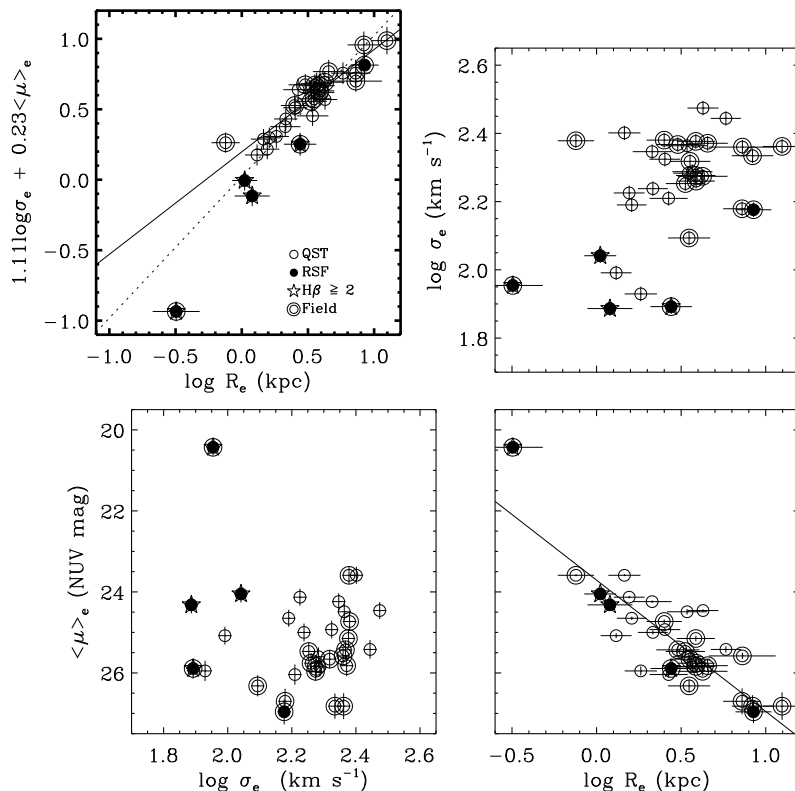 1.11logσe + 0.23<μ>e
1.0
0.5
0.0
−0.5
−1.0
○ QST
● RSF
☆ Hβ ≧ 2
◎ Field
−1.0 −0.5 0.0 0.5 1.0
log Re (kpc)
log σe (km s⁻¹)
2.6
2.4
2.2
2.0
1.8
<μ>e (NUV mag)
20
22
24
26
1.8 2.0 2.2 2.4 2.6
log σe (km s⁻¹)
−0.5 0.0 0.5 1.0
log Re (kpc)